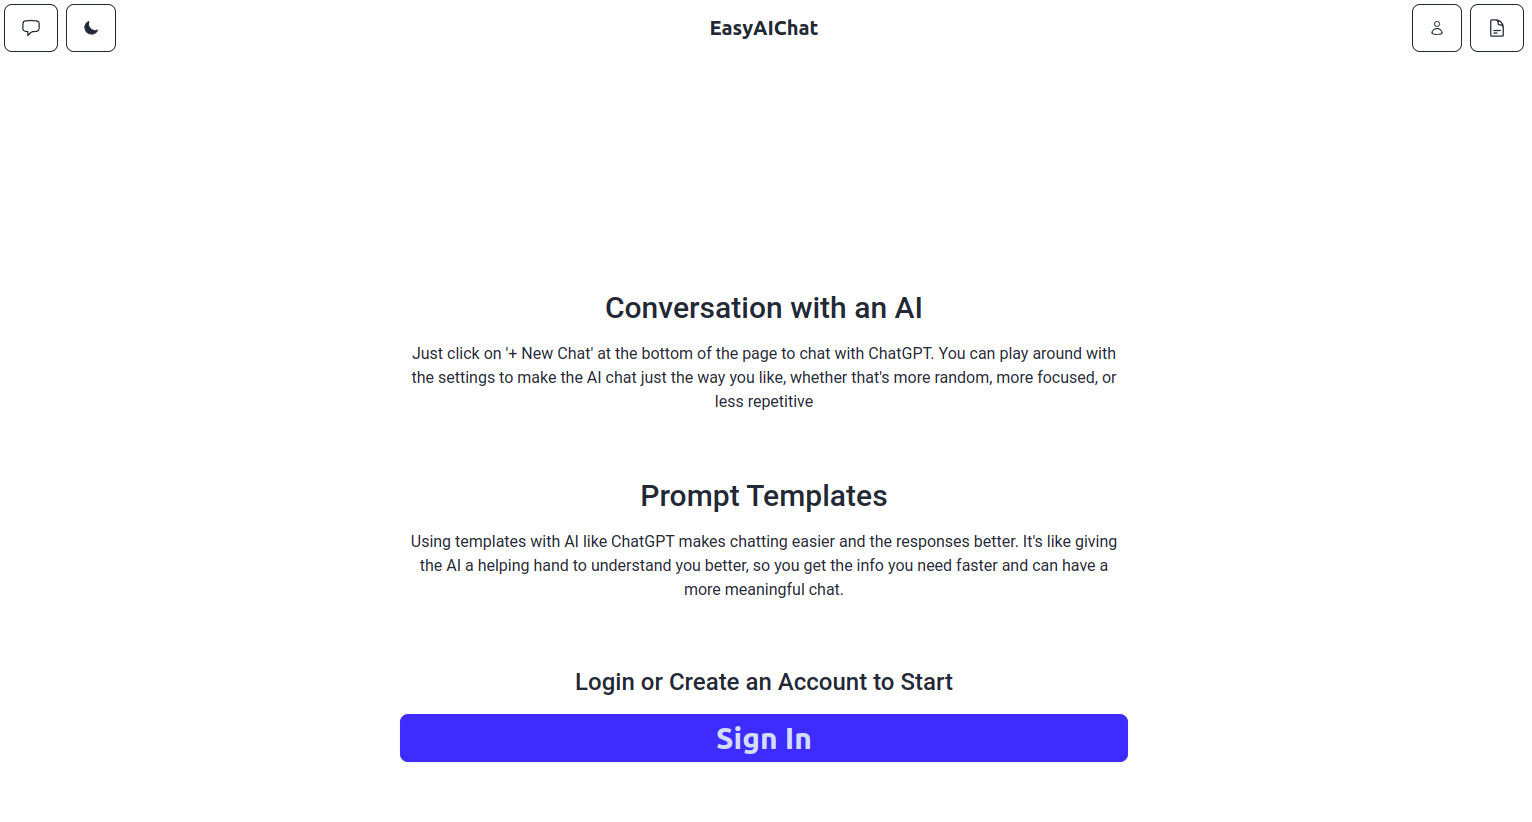 EasyAIChat
Conversation with an AI
Just click on '+ New Chat' at the bottom of the page to chat with ChatGPT. You can play around with
the settings to make the AI chat just the way you like, whether that's more random, more focused, or
less repetitive
Prompt Templates
Using templates with AI like ChatGPT makes chatting easier and the responses better. It's like giving
the AI a helping hand to understand you better, so you get the info you need faster and can have a
more meaningful chat.
Login or Create an Account to Start
Sign In